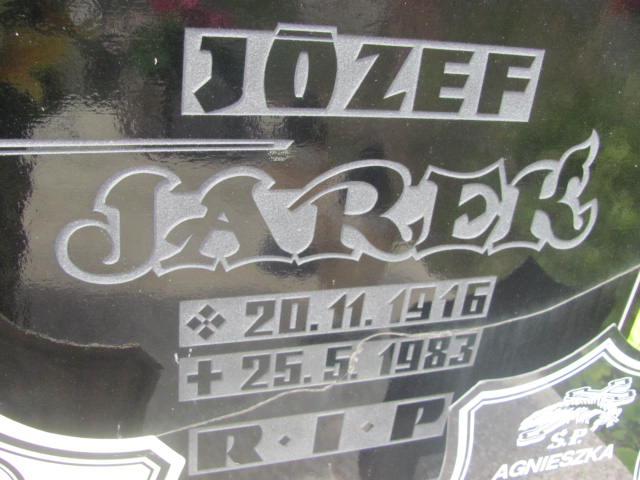 JÓZEF
JAREK
20.11.1916
+ 25.5.1983
R·I·P
Ś.P.
AGNIESZKA